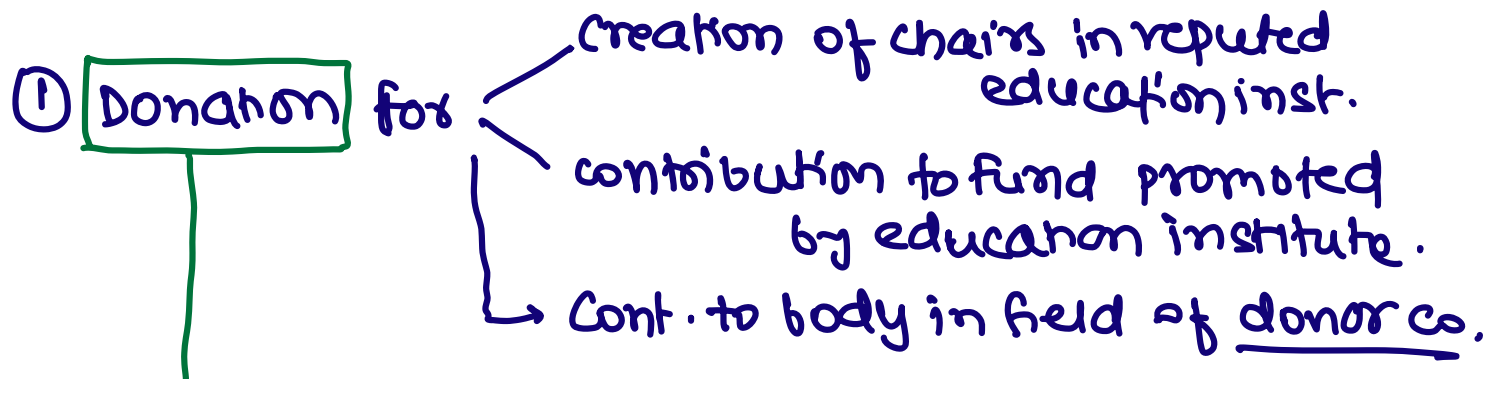 ① Donation for
creation of chairs in reputed
education inst.
contribution to fund promoted
by education institute.
Cont. to body in field of donor co.